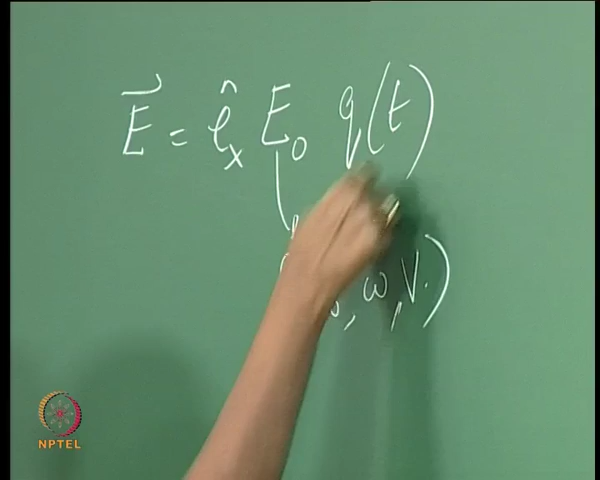 E⃗ = ê_x E_0 q(t)
, ω, V.)
NPTEL